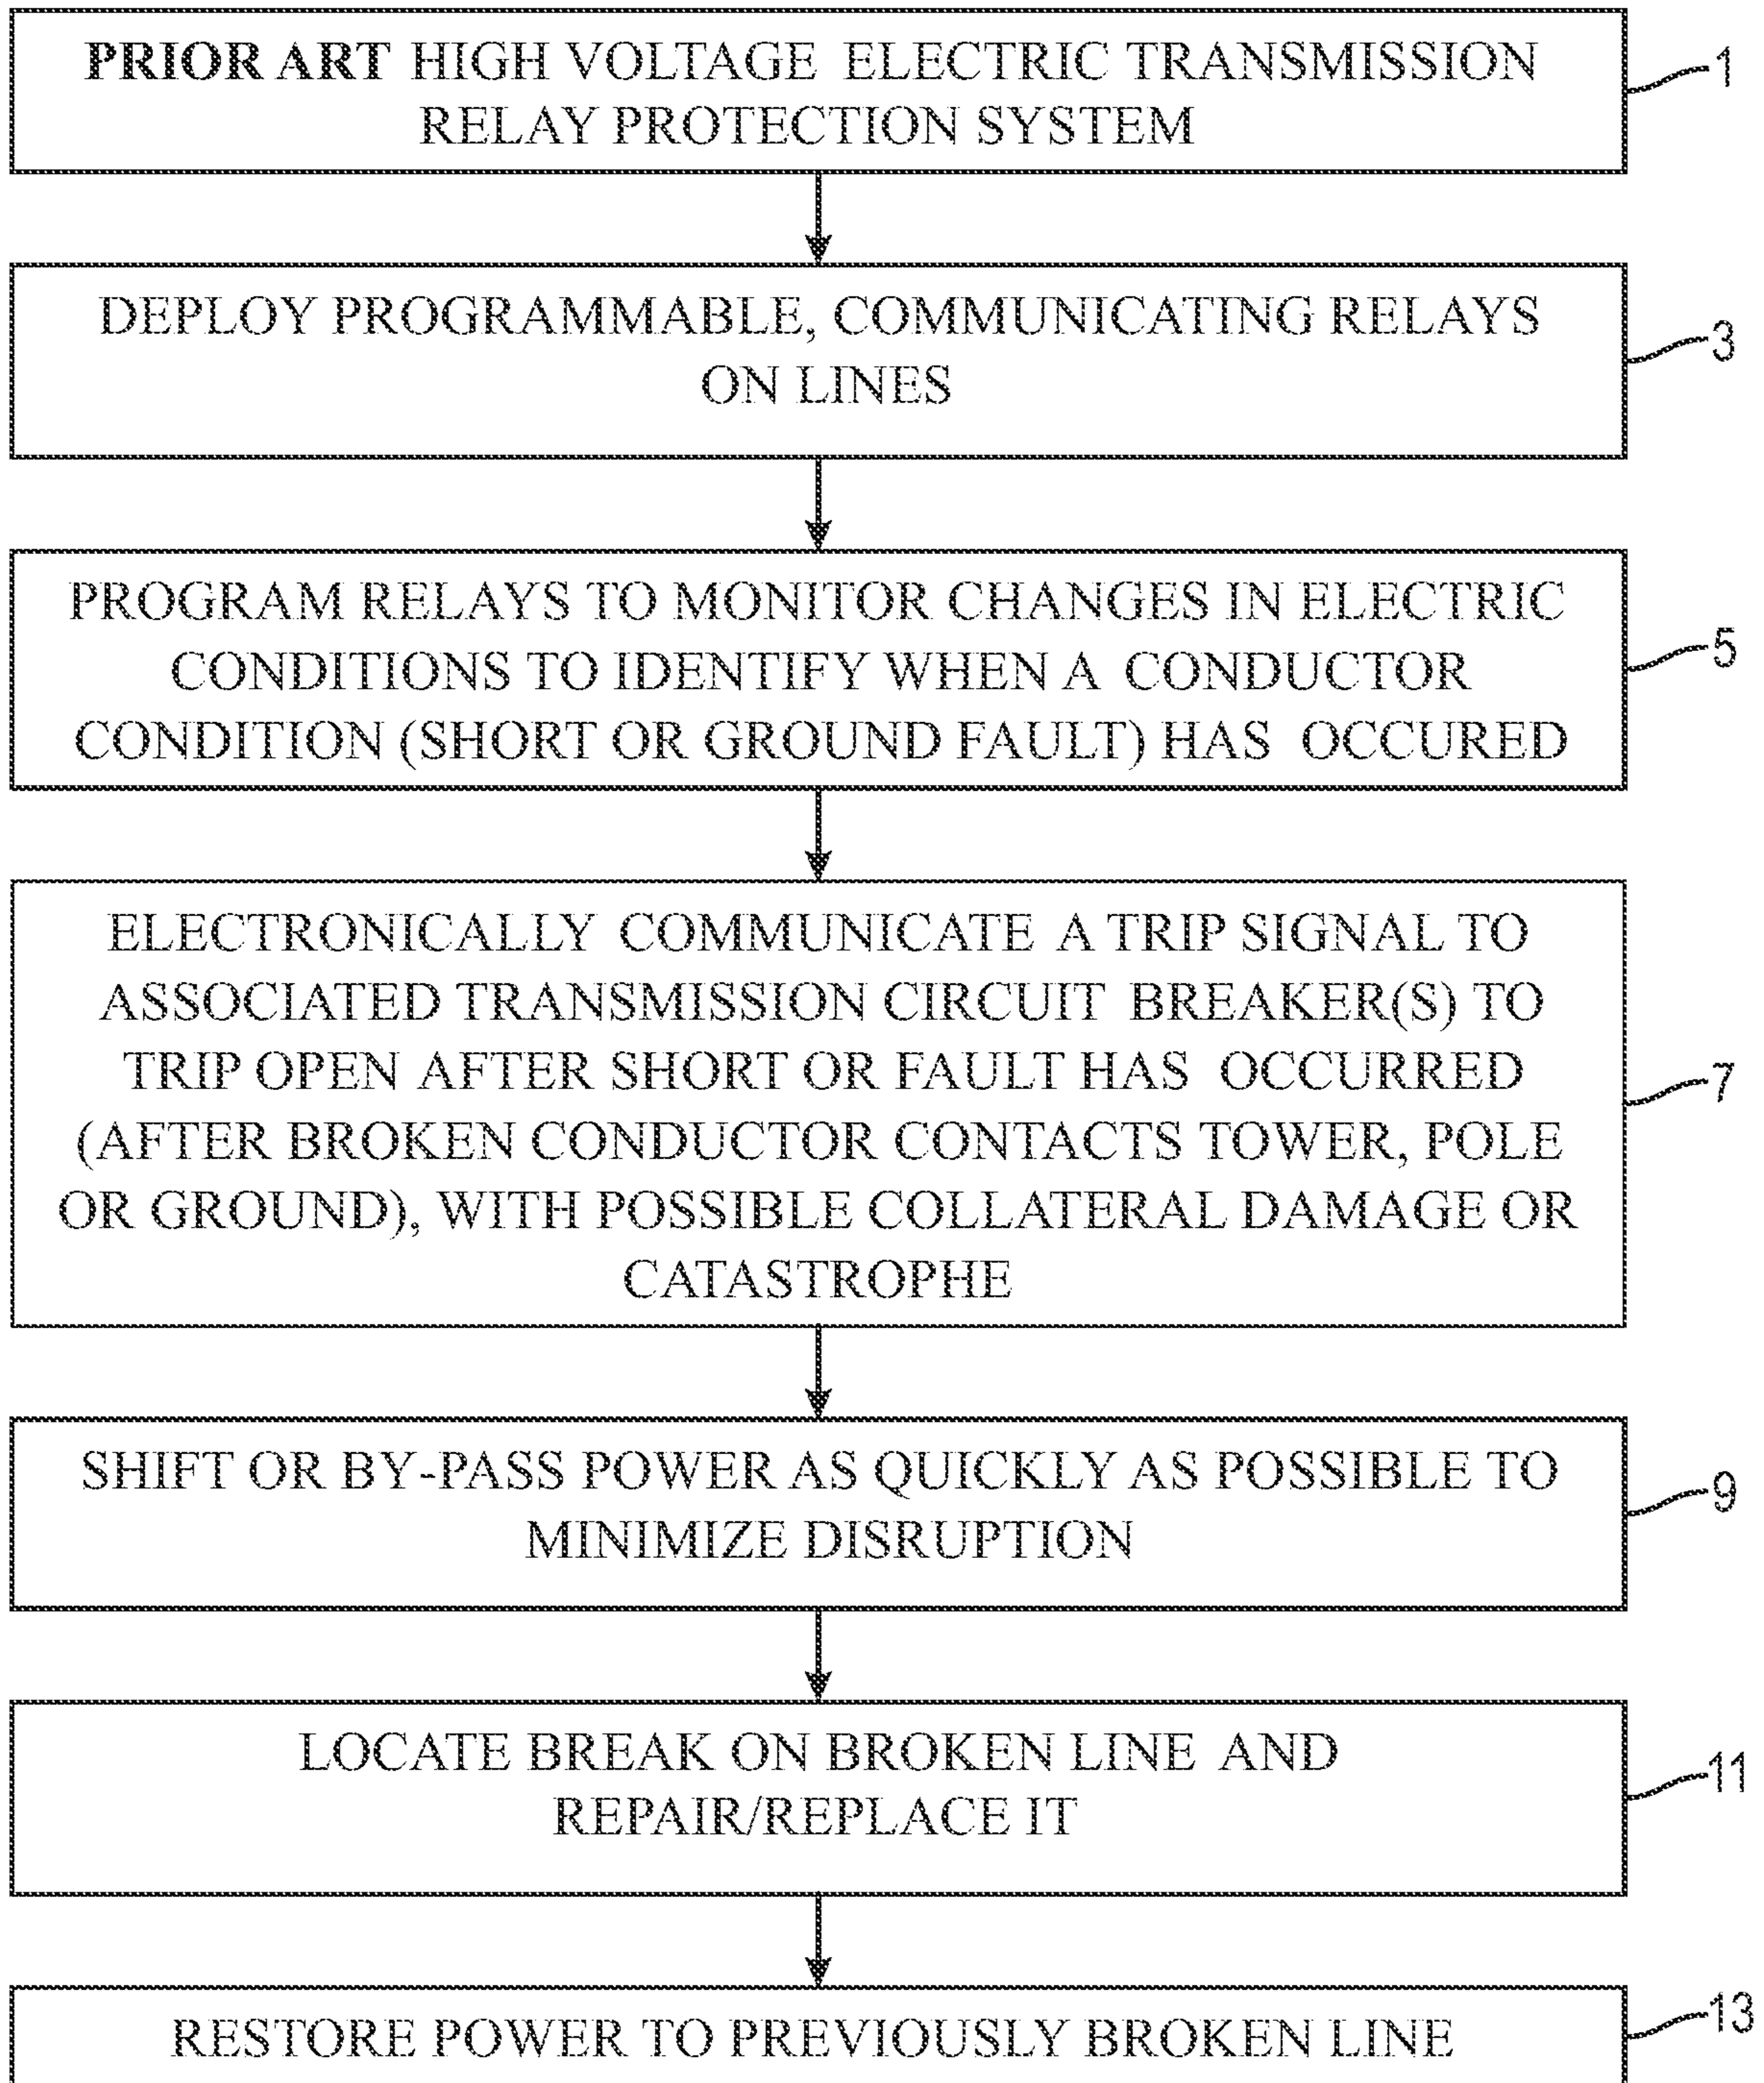 PRIOR ART HIGH VOLTAGE ELECTRIC TRANSMISSION
RELAY PROTECTION SYSTEM
1
DEPLOY PROGRAMMABLE, COMMUNICATING RELAYS
ON LINES
3
PROGRAM RELAYS TO MONITOR CHANGES IN ELECTRIC
CONDITIONS TO IDENTIFY WHEN A CONDUCTOR
CONDITION (SHORT OR GROUND FAULT) HAS OCCURED
5
ELECTRONICALLY COMMUNICATE A TRIP SIGNAL TO
ASSOCIATED TRANSMISSION CIRCUIT BREAKER(S) TO
TRIP OPEN AFTER SHORT OR FAULT HAS OCCURRED
(AFTER BROKEN CONDUCTOR CONTACTS TOWER, POLE
OR GROUND), WITH POSSIBLE COLLATERAL DAMAGE OR
CATASTROPHE
7
SHIFT OR BY-PASS POWER AS QUICKLY AS POSSIBLE TO
MINIMIZE DISRUPTION
9
LOCATE BREAK ON BROKEN LINE AND
REPAIR/REPLACE IT
11
RESTORE POWER TO PREVIOUSLY BROKEN LINE
13